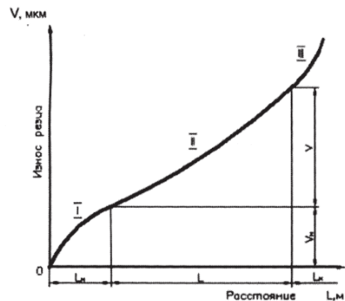 V, мкм
Износ резца
III
II
I
V
Vн
0
Lн
L
Lк
Расстояние
L,м